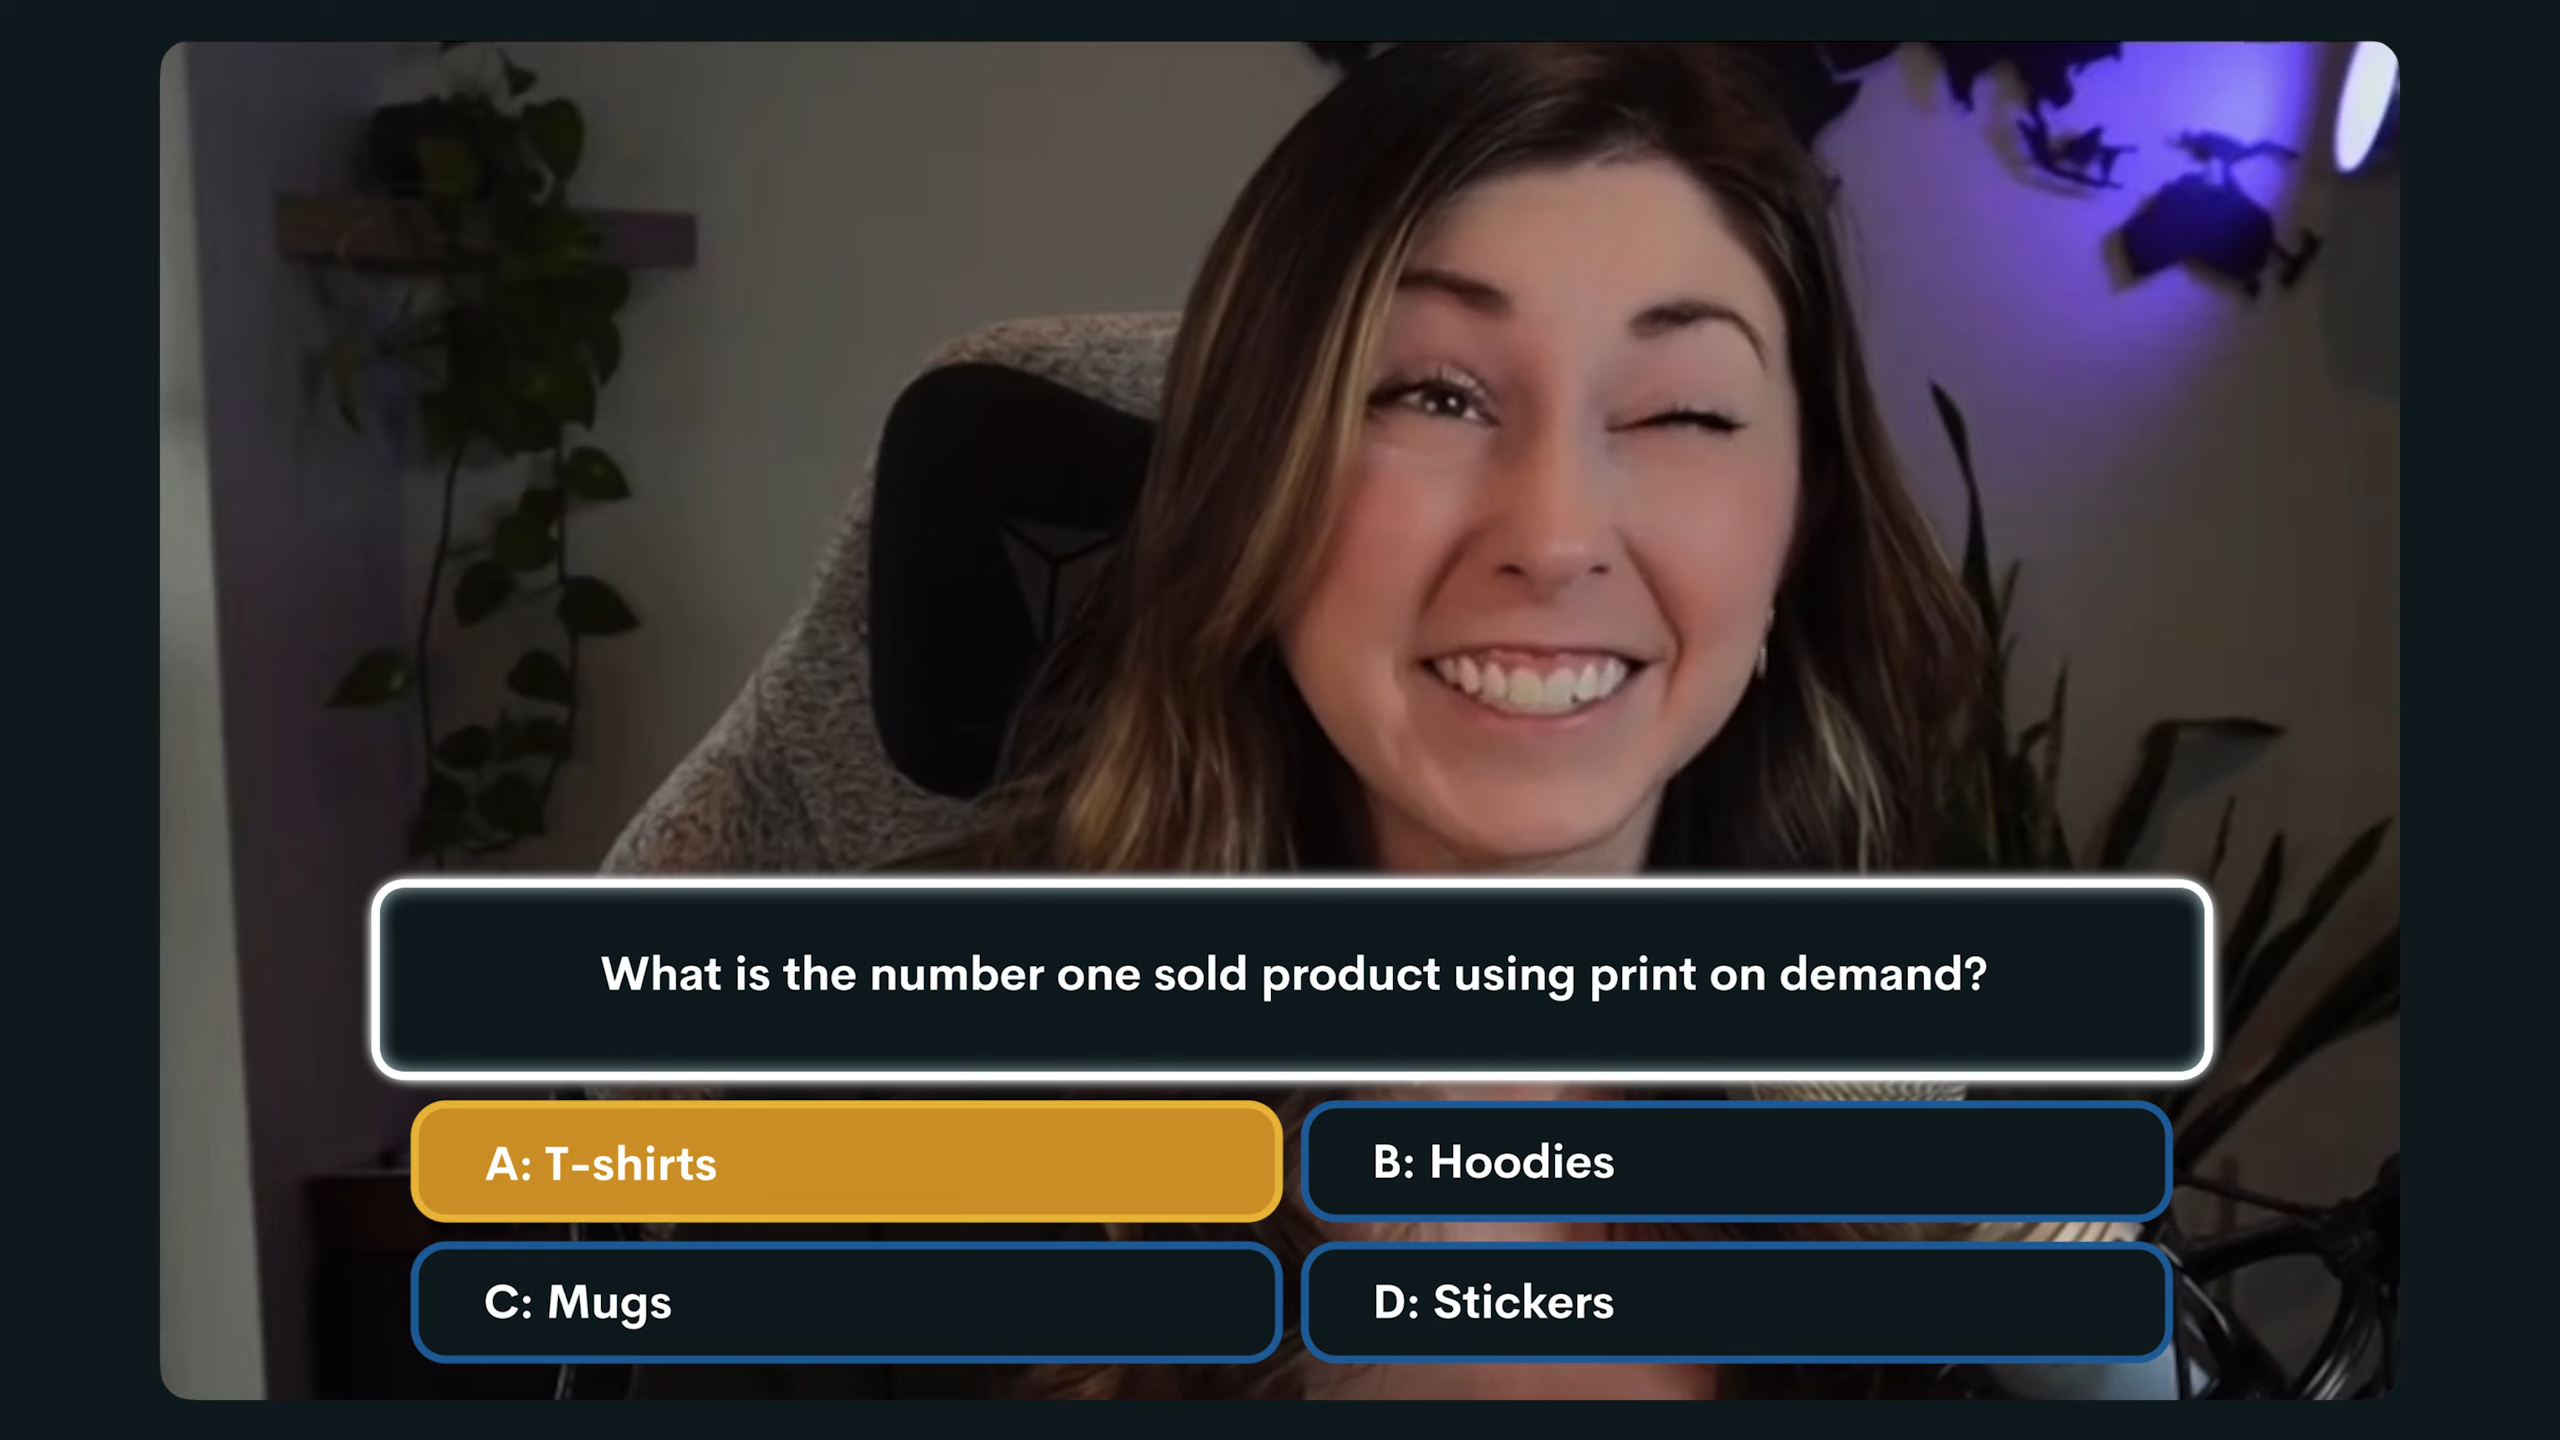 What is the number one sold product using print on demand?
A: T-shirts
B: Hoodies
C: Mugs
D: Stickers